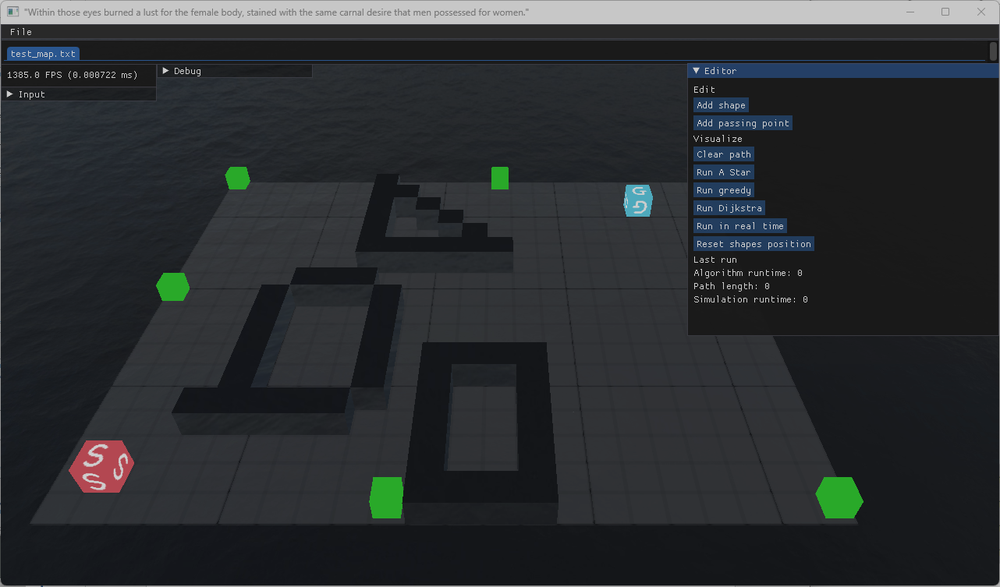 "Within those eyes burned a lust for the female body, stained with the same carnal desire that men possessed for women."
File
test_map.txt
1385.0 FPS (0.000722 ms)
Debug
Input
Editor
Edit
Add shape
Add passing point
Visualize
Clear path
Run A Star
Run greedy
Run Dijkstra
Run in real time
Reset shapes position
Last run
Algorithm runtime: 0
Path length: 0
Simulation runtime: 0
G
G
S
S
S